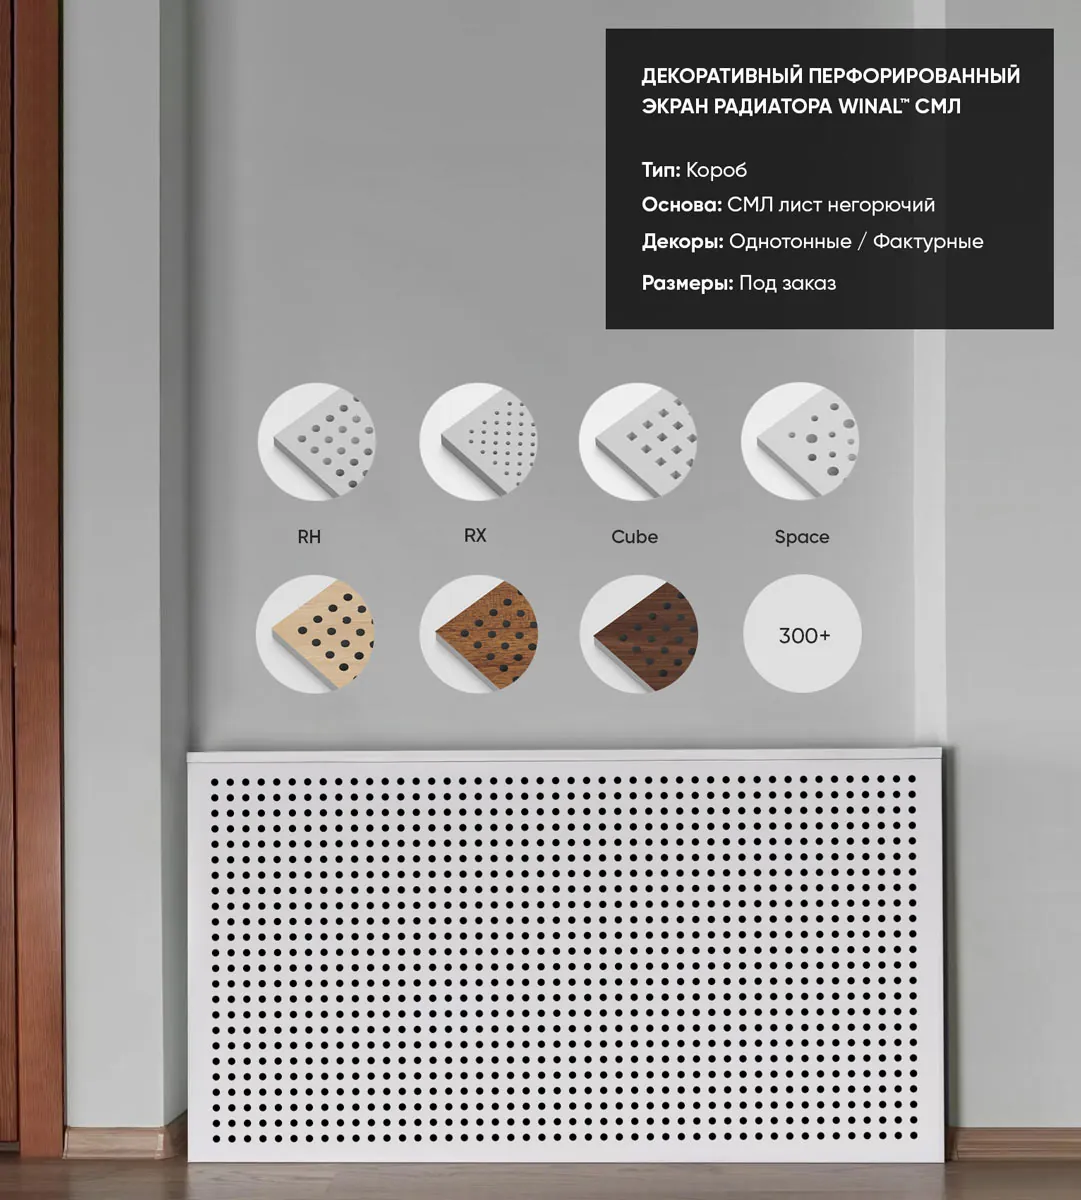 ДЕКОРАТИВНЫЙ ПЕРФОРИРОВАННЫЙ
ЭКРАН РАДИАТОРА WINAL™ СМЛ
Тип: Короб
Основа: СМЛ лист негорючий
Декоры: Однотонные / Фактурные
Размеры: Под заказ
RH RX Cube Space
300+